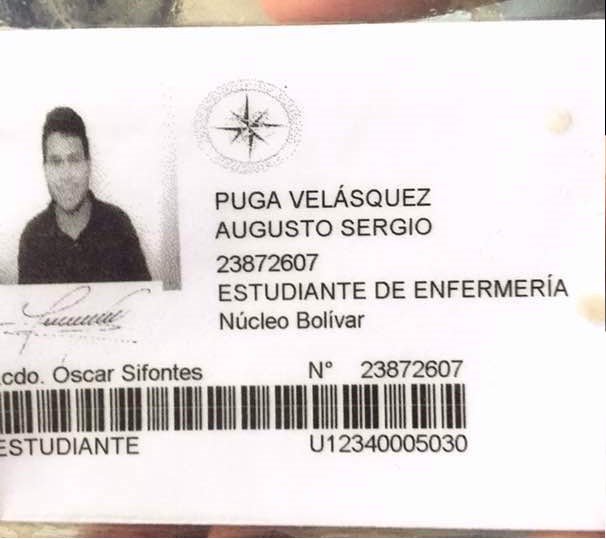 PUGA VELÁSQUEZ
AUGUSTO SERGIO
23872607
ESTUDIANTE DE ENFERMERÍA
Núcleo Bolívar
cdo. Óscar Sifontes
N° 23872607
ESTUDIANTE
U12340005030